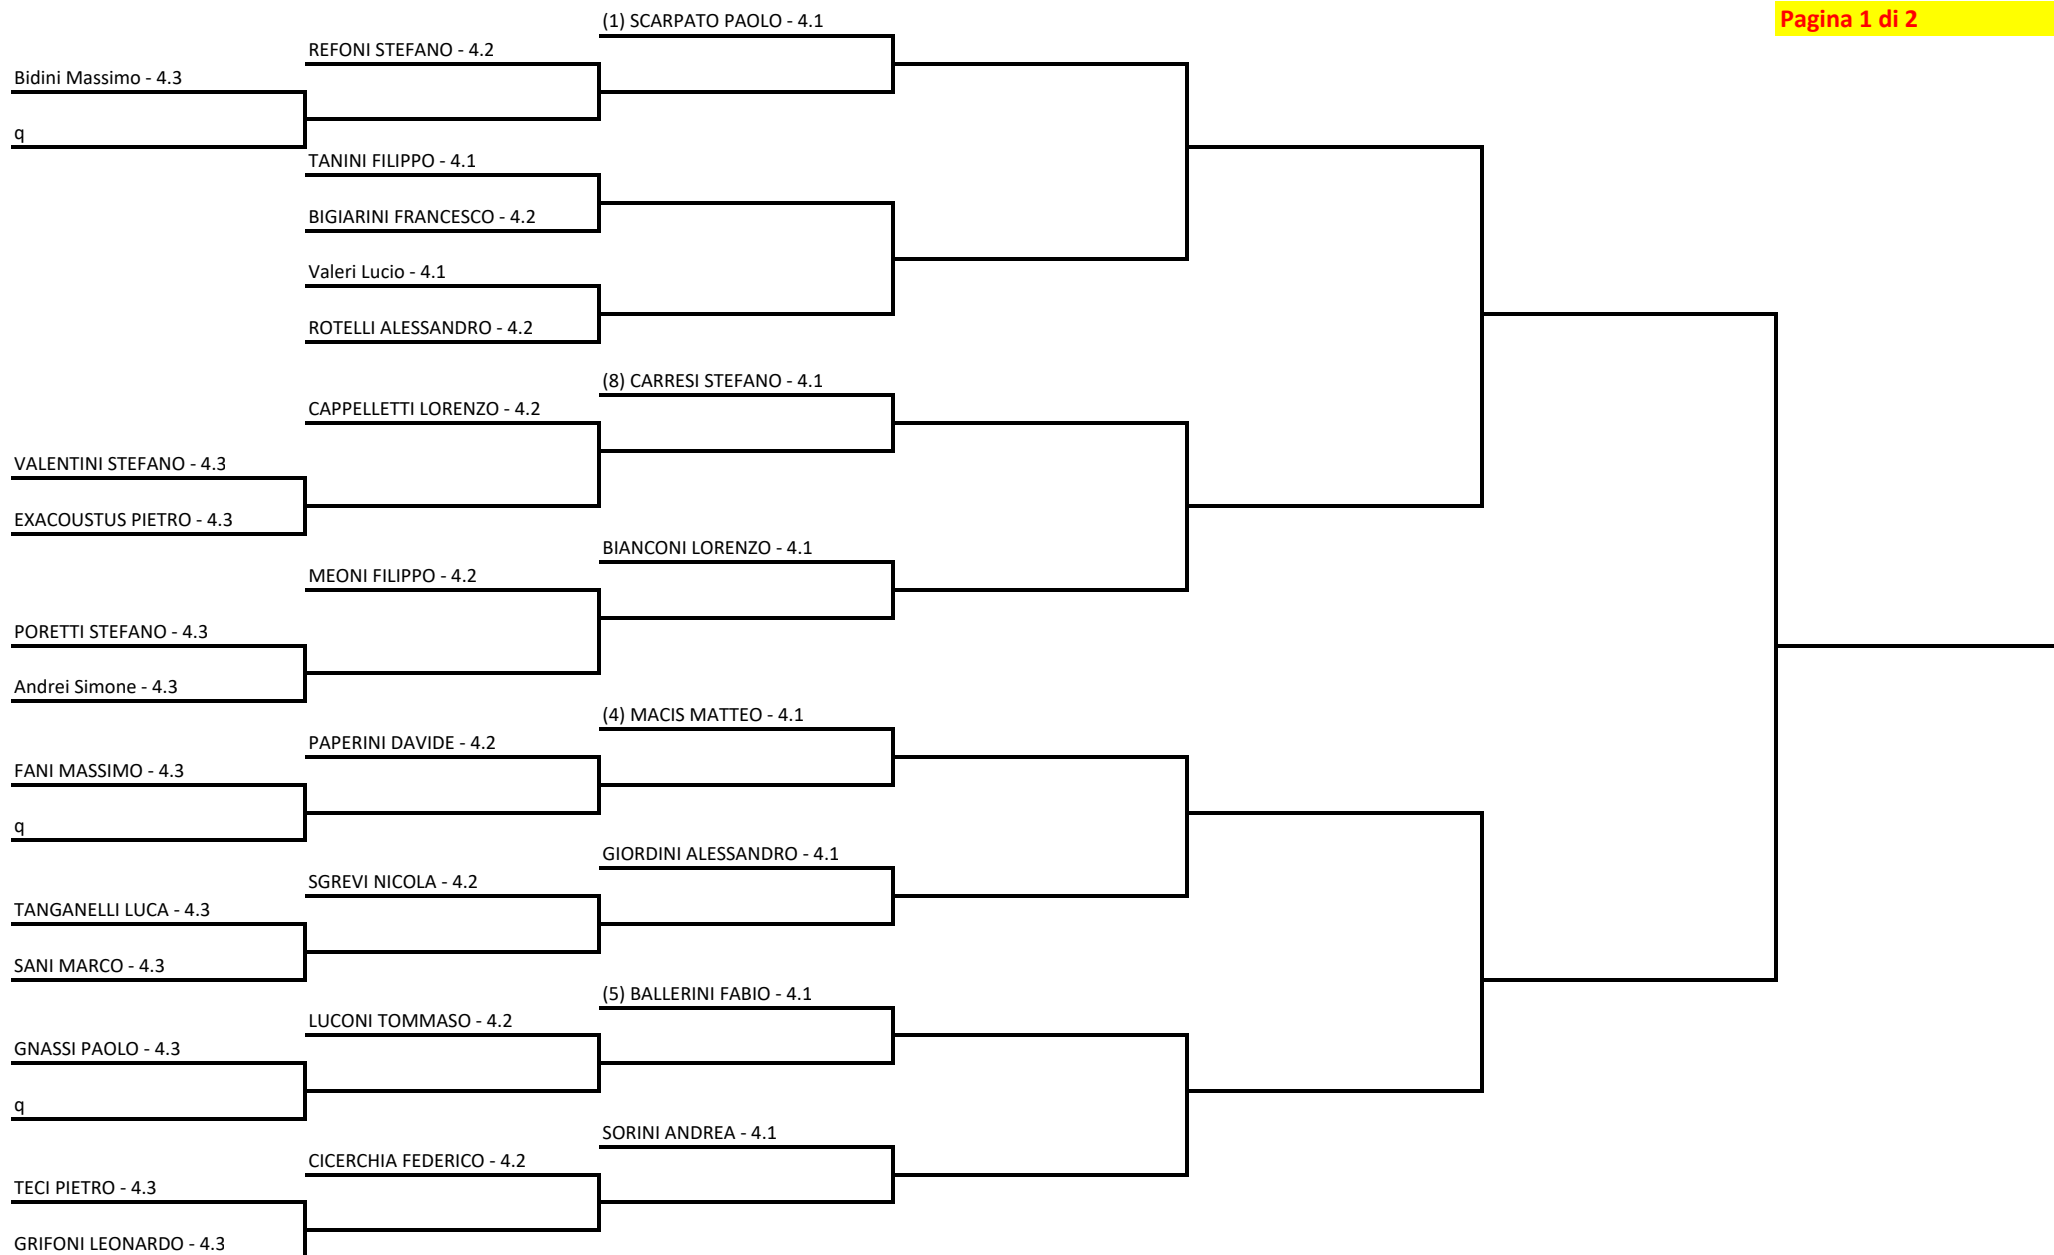 (1) SCARPATO PAOLO - 4.1
Pagina 1 di 2
REFONI STEFANO - 4.2
Bidini Massimo - 4.3
q
TANINI FILIPPO - 4.1
BIGIARINI FRANCESCO - 4.2
Valeri Lucio - 4.1
ROTELLI ALESSANDRO - 4.2
(8) CARRESI STEFANO - 4.1
CAPPELLETTI LORENZO - 4.2
VALENTINI STEFANO - 4.3
EXACOUSTUS PIETRO - 4.3
BIANCONI LORENZO - 4.1
MEONI FILIPPO - 4.2
PORETTI STEFANO - 4.3
Andrei Simone - 4.3
(4) MACIS MATTEO - 4.1
PAPERINI DAVIDE - 4.2
FANI MASSIMO - 4.3
q
GIORDINI ALESSANDRO - 4.1
SGREVI NICOLA - 4.2
TANGANELLI LUCA - 4.3
SANI MARCO - 4.3
(5) BALLERINI FABIO - 4.1
LUCONI TOMMASO - 4.2
GNASSI PAOLO - 4.3
q
SORINI ANDREA - 4.1
CICERCHIA FEDERICO - 4.2
TECI PIETRO - 4.3
GRIFONI LEONARDO - 4.3